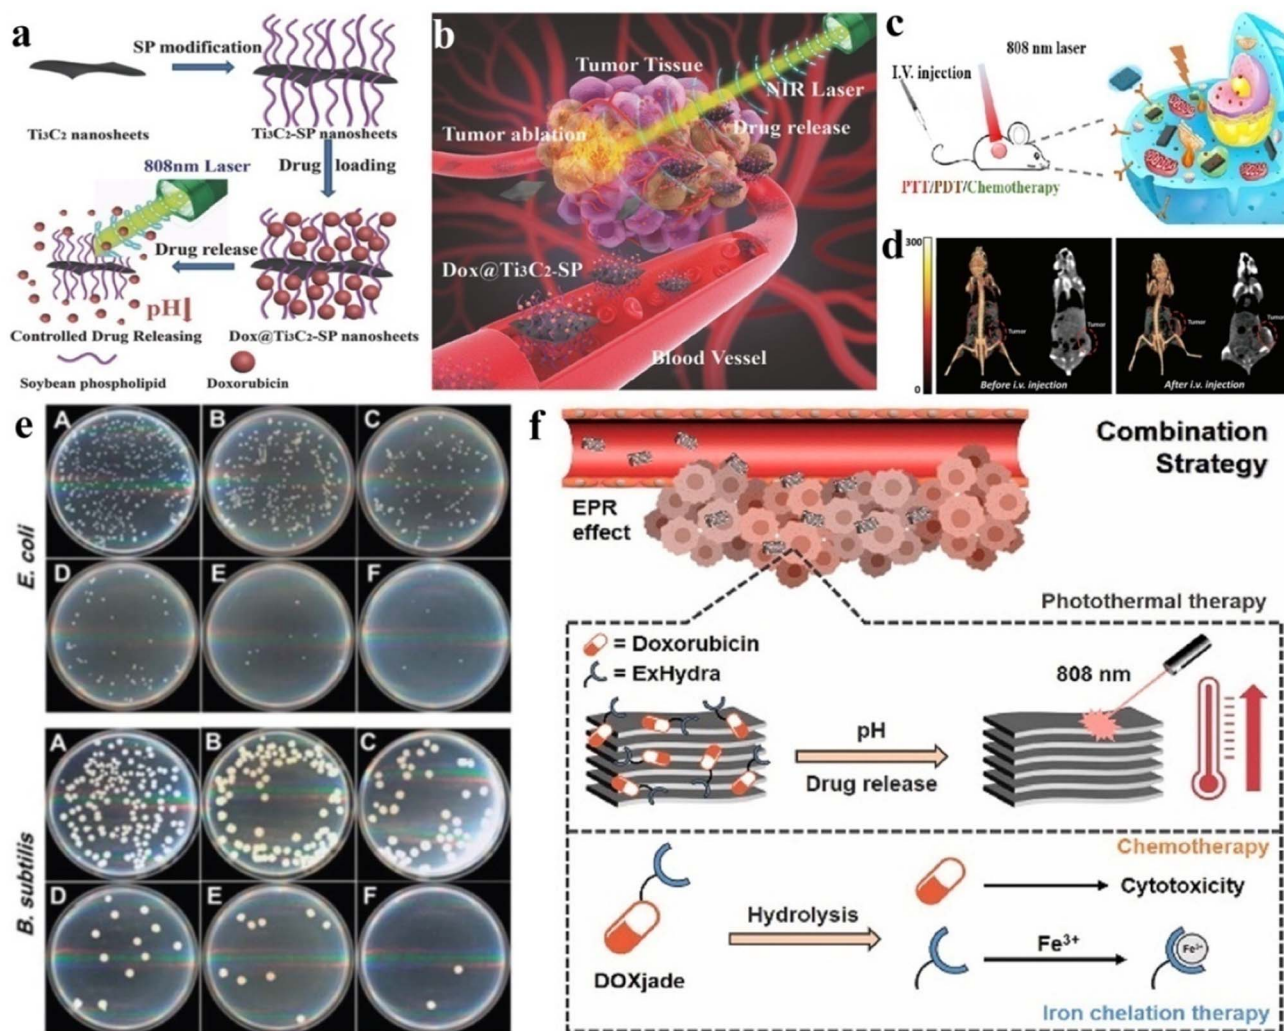 a
SP modification
Ti3C2 nanosheets
Ti3C2-SP nanosheets
808nm Laser
Drug loading
Drug release
pH
Controlled Drug Releasing
Dox@Ti3C2-SP nanosheets
Soybean phospholipid
Doxorubicin
b
Tumor Tissue
NIR Laser
Tumor ablation
Drug release
Dox@Ti3C2-SP
Blood Vessel
c
808 nm laser
I.V. injection
PTT/PDT/Chemotherapy
d
300
0
Tumor
Tumor
Before i.v. injection
Tumor
Tumor
After i.v. injection
e
E. coli
A
B
C
D
E
F
B. subtilis
A
B
C
D
E
F
f
Combination
Strategy
EPR
effect
Photothermal therapy
= Doxorubicin
= ExHydra
808 nm
pH
Drug release
Chemotherapy
Cytotoxicity
Hydrolysis
Fe3+
Fe3+
DOXjade
Iron chelation therapy